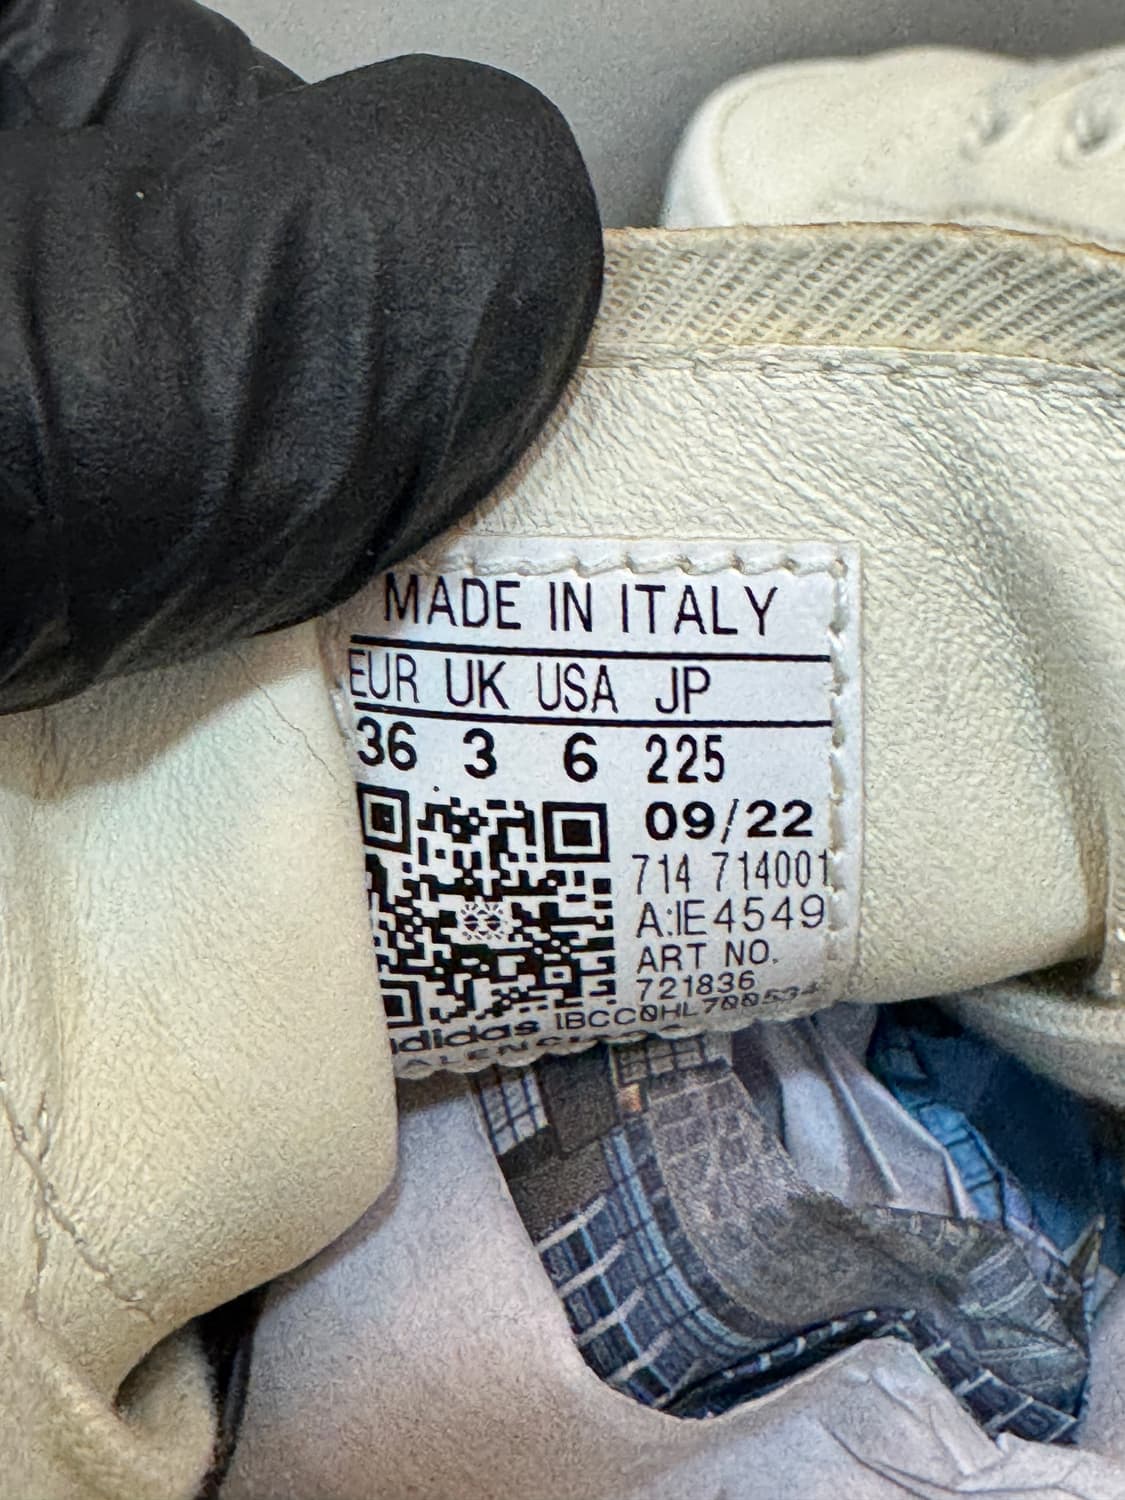 MADE IN ITALY
EUR UK USA JP
36 3 6 225
09/22
714 714001
A:IE4549
ART NO.
721836
adidas IBCC0HL700534